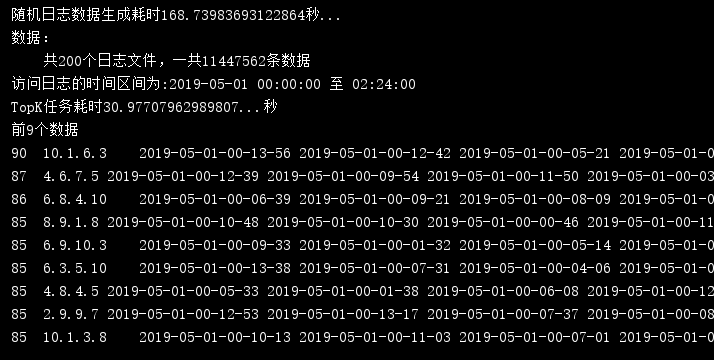 随机日志数据生成耗时168.73983693122864秒...
数据:
共200个日志文件，一共11447562条数据
访问日志的时间区间为:2019-05-01 00:00:00 至 02:24:00
TopK任务耗时30.97707962989807...秒
前9个数据
90 10.1.6.3 2019-05-01-00-13-56 2019-05-01-00-12-42 2019-05-01-00-05-21 2019-05-01-0
87 4.6.7.5 2019-05-01-00-12-39 2019-05-01-00-09-54 2019-05-01-00-11-50 2019-05-01-00-03
86 6.8.4.10 2019-05-01-00-06-39 2019-05-01-00-09-21 2019-05-01-00-08-09 2019-05-01-0
85 8.9.1.8 2019-05-01-00-10-48 2019-05-01-00-10-30 2019-05-01-00-00-46 2019-05-01-00-11
85 6.9.10.3 2019-05-01-00-09-33 2019-05-01-00-01-32 2019-05-01-00-05-14 2019-05-01-0
85 6.3.5.10 2019-05-01-00-13-38 2019-05-01-00-07-31 2019-05-01-00-04-06 2019-05-01-0
85 4.8.4.5 2019-05-01-00-05-33 2019-05-01-00-01-38 2019-05-01-00-06-08 2019-05-01-00-12
85 2.9.9.7 2019-05-01-00-12-53 2019-05-01-00-13-17 2019-05-01-00-07-37 2019-05-01-00-08
85 10.1.3.8 2019-05-01-00-10-13 2019-05-01-00-11-03 2019-05-01-00-07-01 2019-05-01-0